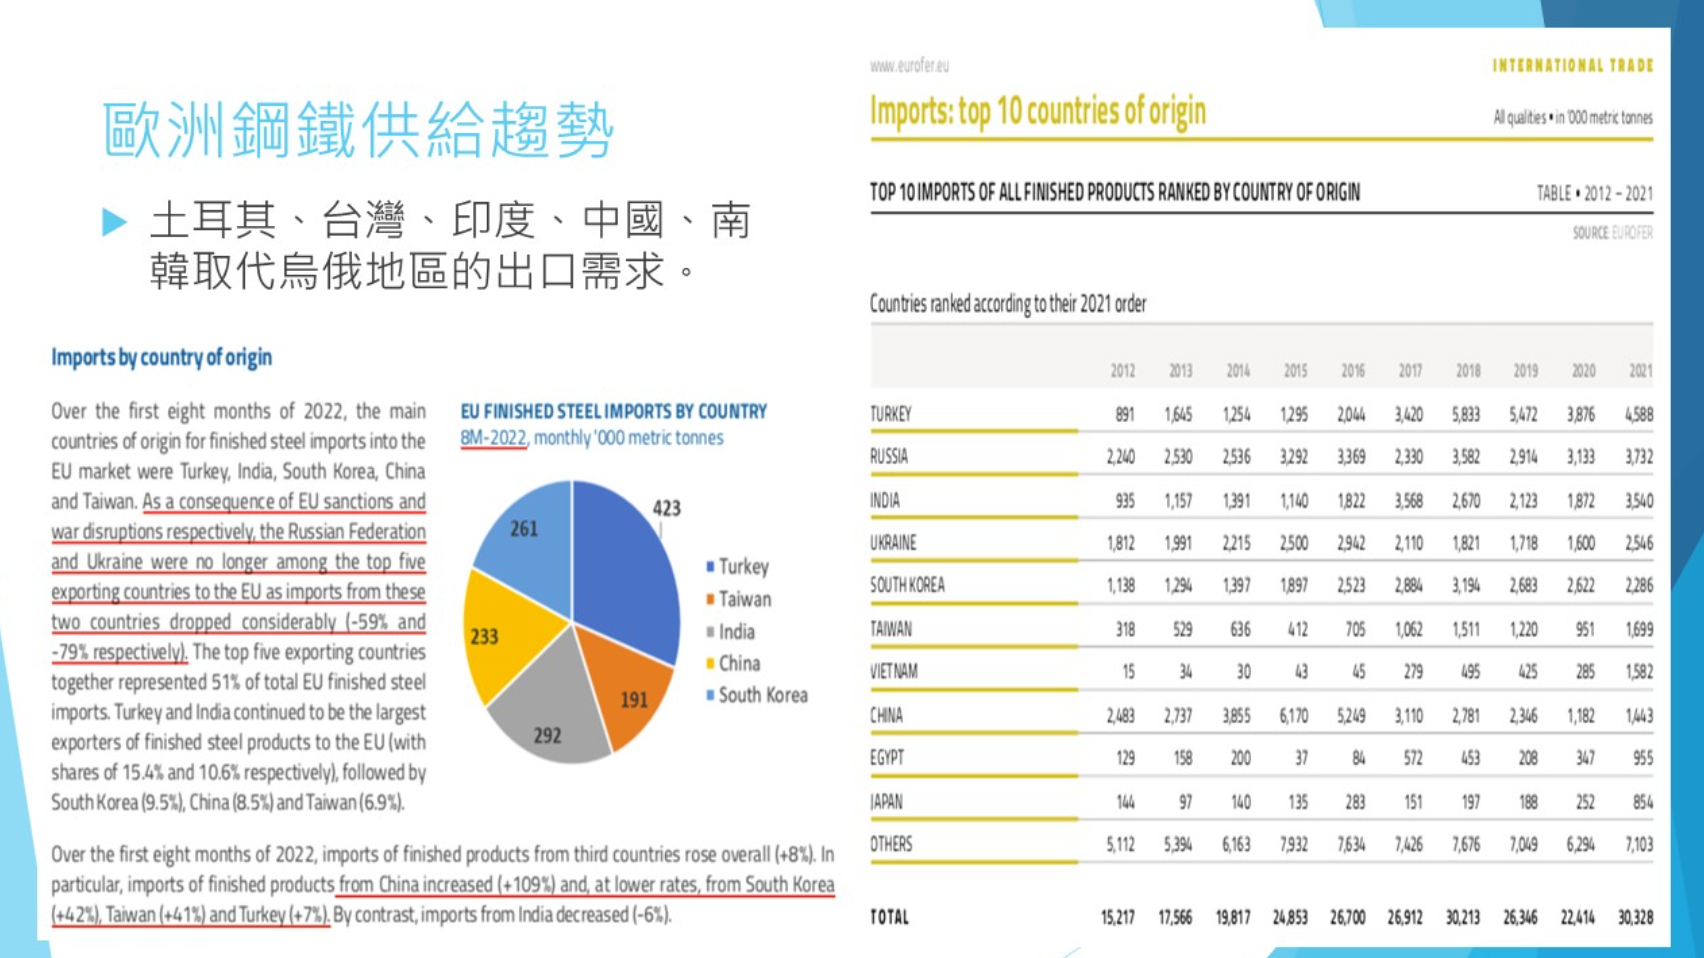 歐洲鋼鐵供給趨勢
土耳其、台灣、印度、中國、南
韓取代烏俄地區的出口需求。
Imports by country of origin
Over the first eight months of 2022, the main
countries of origin for finished steel imports into the
EU market were Turkey, India, South Korea, China
and Taiwan. As a consequence of EU sanctions and
war disruptions respectively, the Russian Federation
and Ukraine were no longer among the top five
exporting countries to the EU as imports from these
two countries dropped considerably (-59% and
-79% respectively). The top five exporting countries
together represented 51% of total EU finished steel
imports. Turkey and India continued to be the largest
exporters of finished steel products to the EU (with
shares of 15.4% and 10.6% respectively), followed by
South Korea (9.5%), China (8.5%) and Taiwan (6.9%).
EU FINISHED STEEL IMPORTS BY COUNTRY
8M-2022, monthly '000 metric tonnes
423
261
233
191
292
Turkey
Taiwan
India
China
South Korea
Over the first eight months of 2022, imports of finished products from third countries rose overall (+8%). In
particular, imports of finished products from China increased (+109%) and, at lower rates, from South Korea
(+42%), Taiwan (+41%) and Turkey (+7%). By contrast, imports from India decreased (-6%).
www.eurofer.eu
INTERNATIONAL TRADE
Imports: top 10 countries of origin
All qualities • in '000 metric tonnes
TOP 10 IMPORTS OF ALL FINISHED PRODUCTS RANKED BY COUNTRY OF ORIGIN
TABLE • 2012 – 2021
SOURCE: EUROFER
Countries ranked according to their 2021 order
2012 2013 2014 2015 2016 2017 2018 2019 2020 2021
TURKEY 891 1,645 1,254 1,295 2,044 3,420 5,833 5,472 3,876 4,588
RUSSIA 2,240 2,530 2,536 3,292 3,369 2,330 3,582 2,914 3,133 3,732
INDIA 935 1,157 1,391 1,140 1,822 3,568 2,670 2,123 1,872 3,540
UKRAINE 1,812 1,991 2,215 2,500 2,942 2,110 1,821 1,718 1,600 2,546
SOUTH KOREA 1,138 1,294 1,397 1,897 2,523 2,884 3,194 2,683 2,622 2,286
TAIWAN 318 529 636 412 705 1,062 1,511 1,220 951 1,699
VIETNAM 15 34 30 43 45 279 495 425 285 1,582
CHINA 2,483 2,737 3,855 6,170 5,249 3,110 2,781 2,346 1,182 1,443
EGYPT 129 158 200 37 84 572 453 208 347 955
JAPAN 144 97 140 135 283 151 197 188 252 854
OTHERS 5,112 5,394 6,163 7,932 7,634 7,426 7,676 7,049 6,294 7,103
TOTAL 15,217 17,566 19,817 24,853 26,700 26,912 30,213 26,346 22,414 30,328